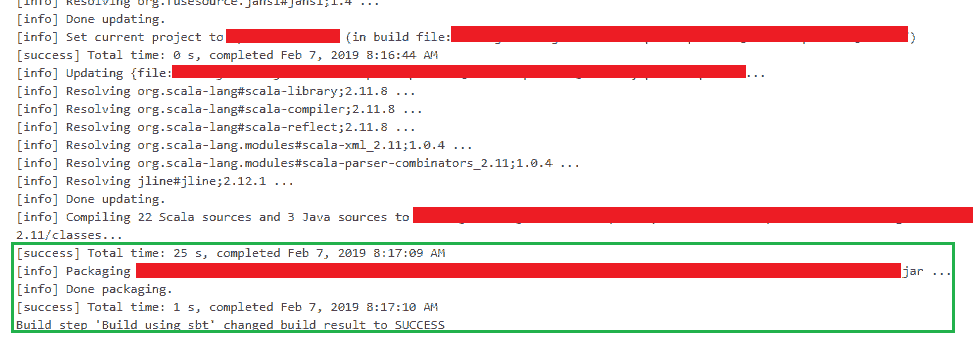 [info] Resolving org.fusesource.jansi#jansi;1.4 ...
[info] Done updating.
[info] Set current project to (in build file: )
[success] Total time: 0 s, completed Feb 7, 2019 8:16:44 AM
[info] Updating {file: ...
[info] Resolving org.scala-lang#scala-library;2.11.8 ...
[info] Resolving org.scala-lang#scala-compiler;2.11.8 ...
[info] Resolving org.scala-lang#scala-reflect;2.11.8 ...
[info] Resolving org.scala-lang.modules#scala-xml_2.11;1.0.4 ...
[info] Resolving org.scala-lang.modules#scala-parser-combinators_2.11;1.0.4 ...
[info] Resolving jline#jline;2.12.1 ...
[info] Done updating.
[info] Compiling 22 Scala sources and 3 Java sources to
2.11/classes...
[success] Total time: 25 s, completed Feb 7, 2019 8:17:09 AM
[info] Packaging jar ...
[info] Done packaging.
[success] Total time: 1 s, completed Feb 7, 2019 8:17:10 AM
Build step 'Build using sbt' changed build result to SUCCESS